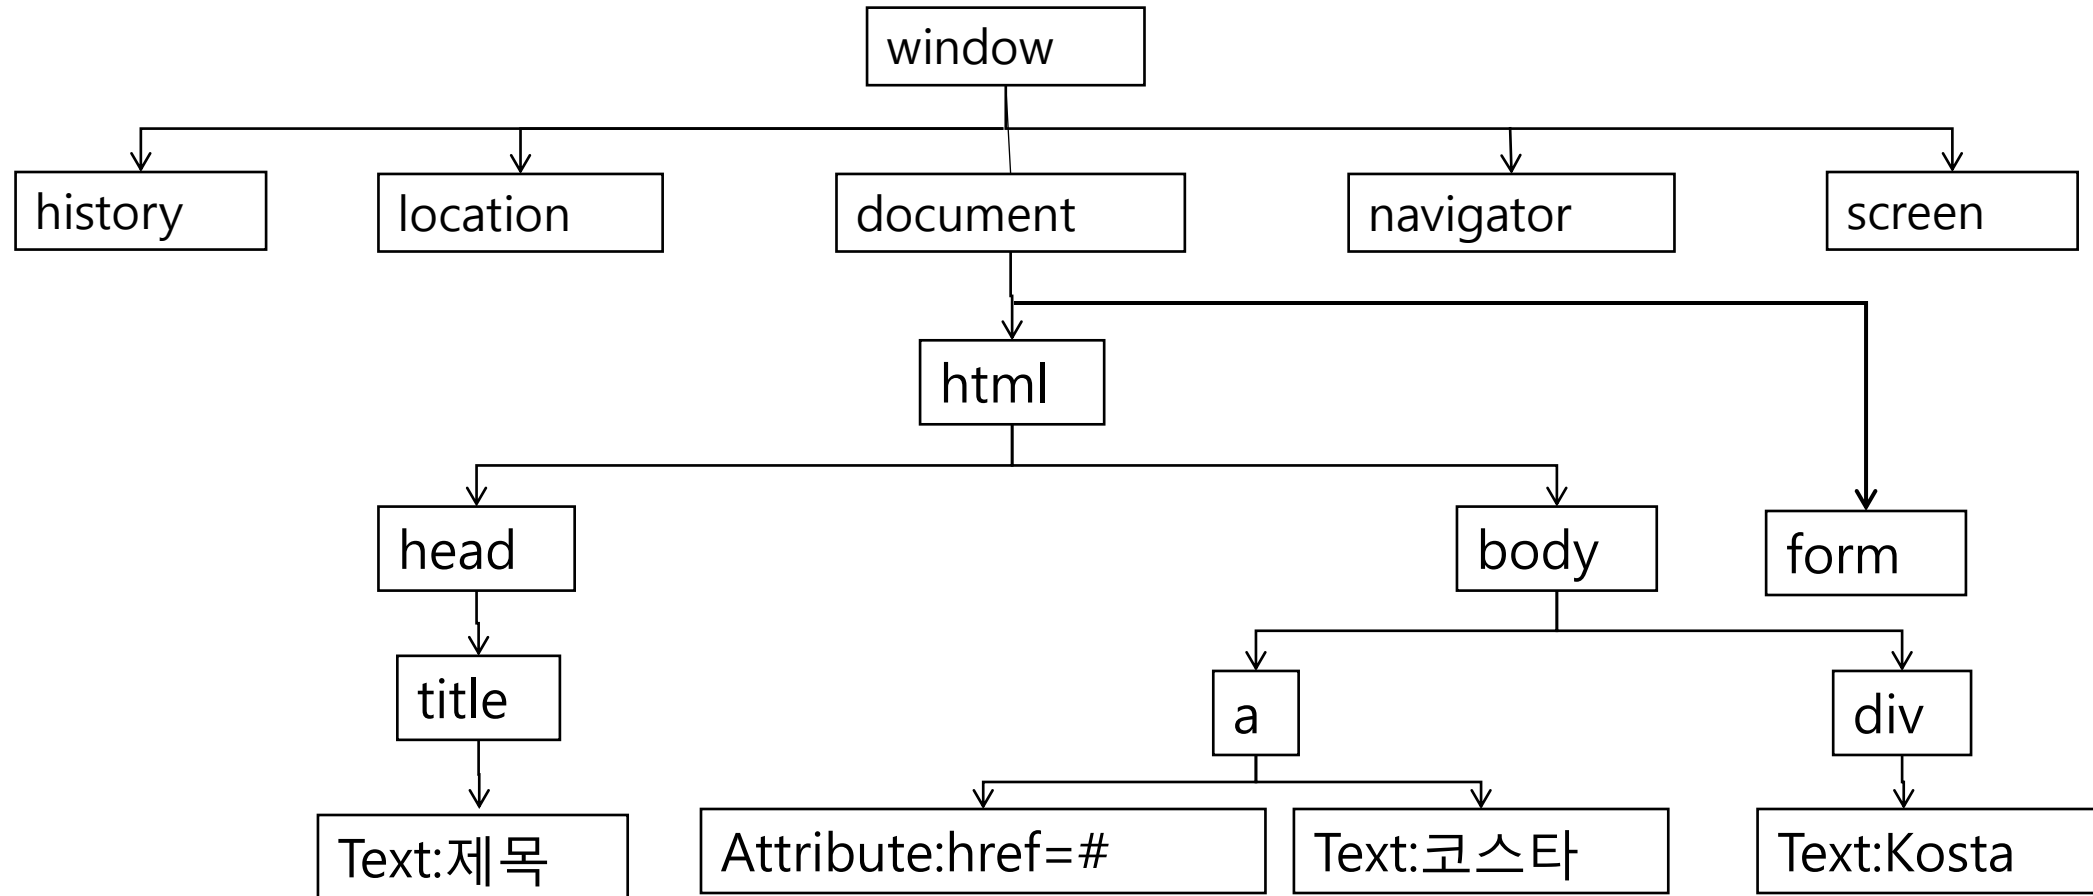 window
history
location
document
navigator
screen
html
head
body
form
title
a
div
Text:제목
Attribute:href=#
Text:코스타
Text:Kosta